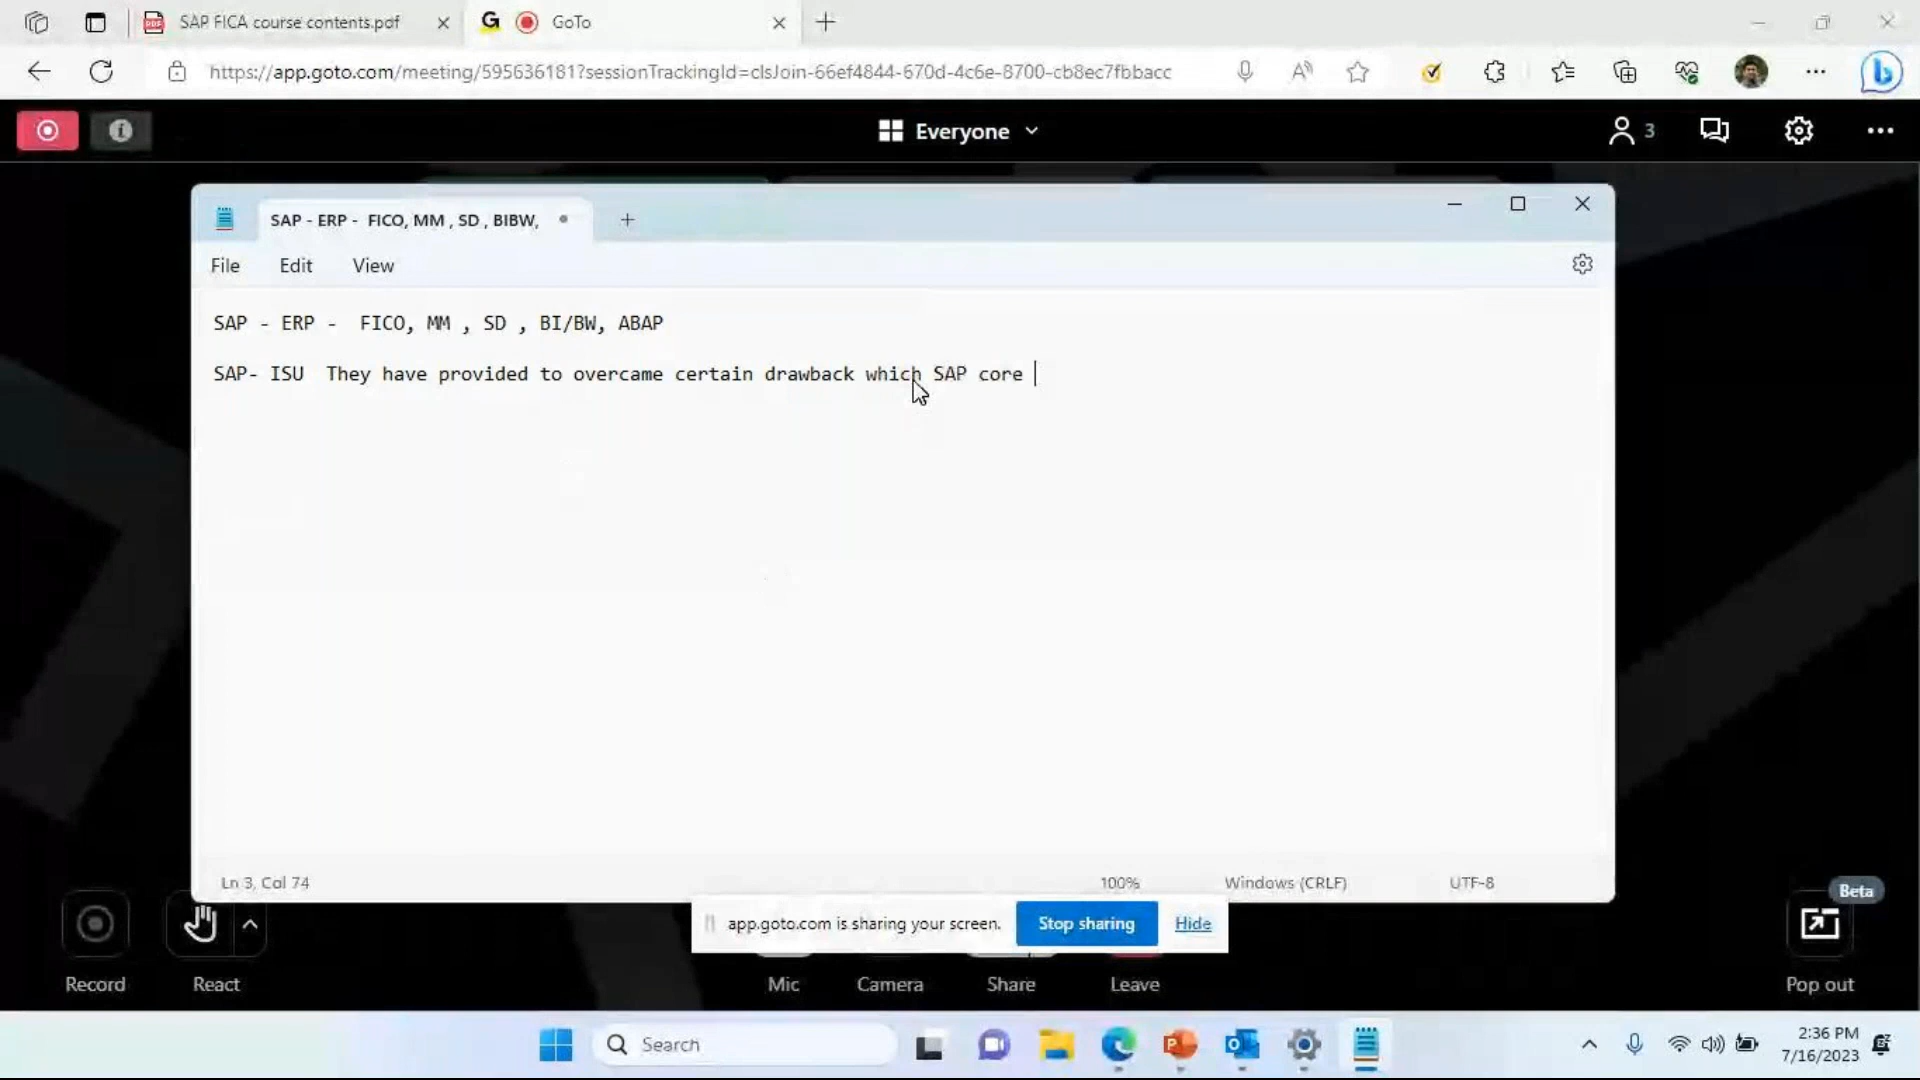 SAP FICA course contents.pdf
GoTo
https://app.goto.com/meeting/595636181?sessionTrackingId=clsJoin-66ef4844-670d-4c6e-8700-cb8ec7fbbacc
Everyone
3
SAP - ERP - FICO, MM , SD , BIBW,
File Edit View
SAP - ERP - FICO, MM , SD , BI/BW, ABAP
SAP- ISU They have provided to overcame certain drawback which SAP core
Ln 3, Col 74
100%
Windows (CRLF)
UTF-8
Beta
app.goto.com is sharing your screen.
Stop sharing
Hide
Record
React
Mic
Camera
Share
Leave
Pop out
Search
2:36 PM
7/16/2023